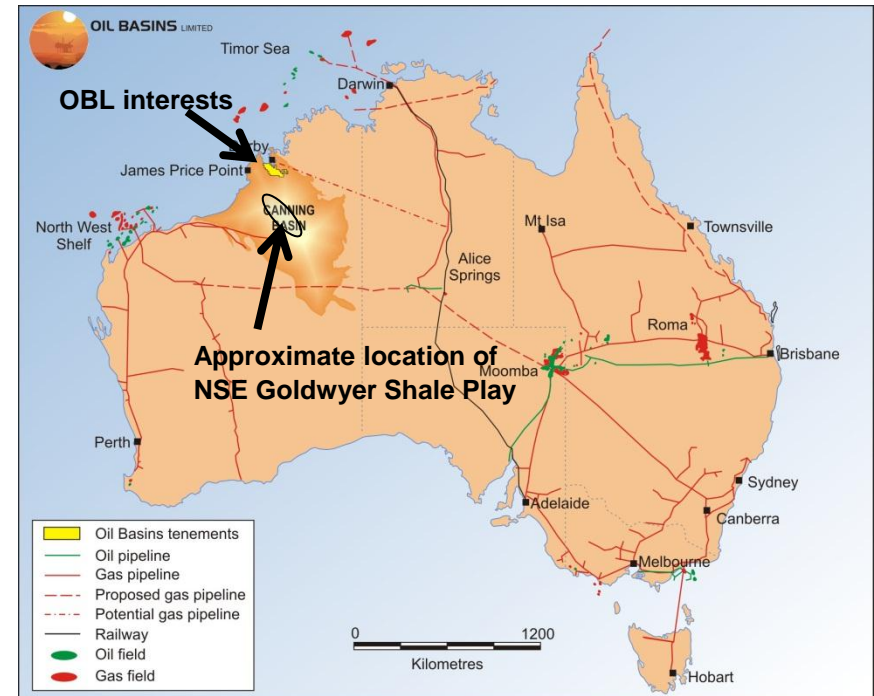 OIL BASINS LIMITED
Timor Sea
Darwin
OBL interests
James Price Point
CANNING
BASIN
North West
Shelf
Mt Isa
Townsville
Alice
Springs
Roma
Approximate location of
NSE Goldwyer Shale Play
Moomba
Brisbane
Perth
Sydney
Adelaide
Canberra
Melbourne
Hobart
Oil Basins tenements
Oil pipeline
Gas pipeline
Proposed gas pipeline
Potential gas pipeline
Railway
Oil field
Gas field
0 1200
Kilometres